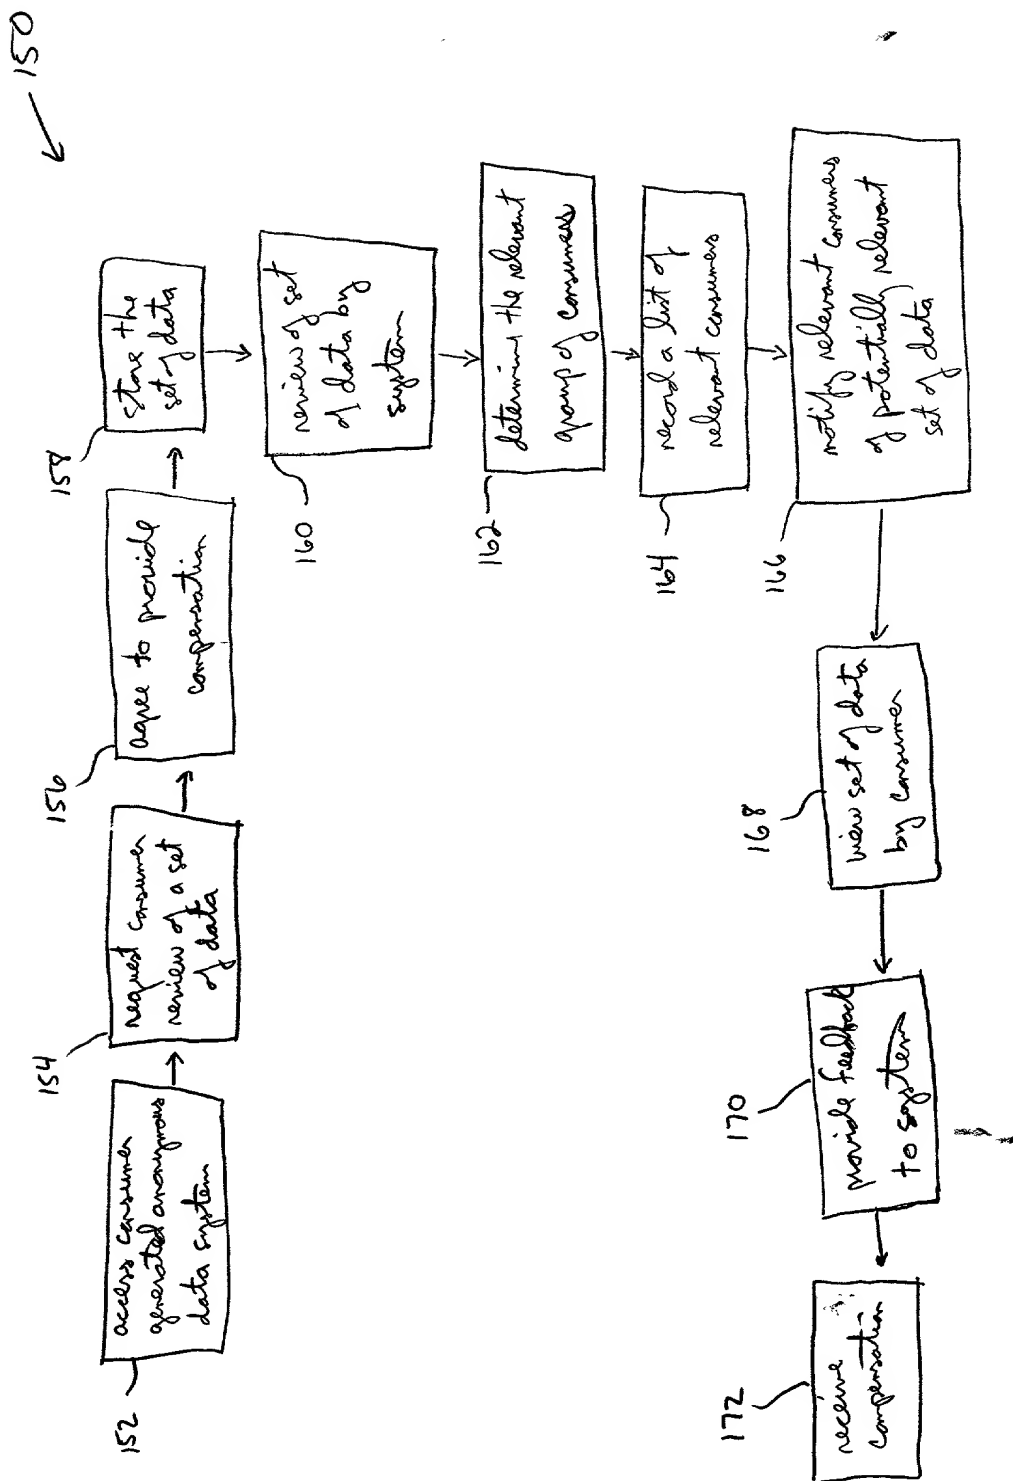 150
152
access consumer
generated anonymous
data system
154
request consumer
review of a set
of data
156
agree to provide
compensation
158
store the
set of data
160
review of set
of data by
system
162
determine the relevant
group of consumers
164
record a list of
relevant consumers
166
notify relevant consumers
of potentially relevant
set of data
168
view set of data
by consumer
170
provide feedback
to system
172
receive
compensation